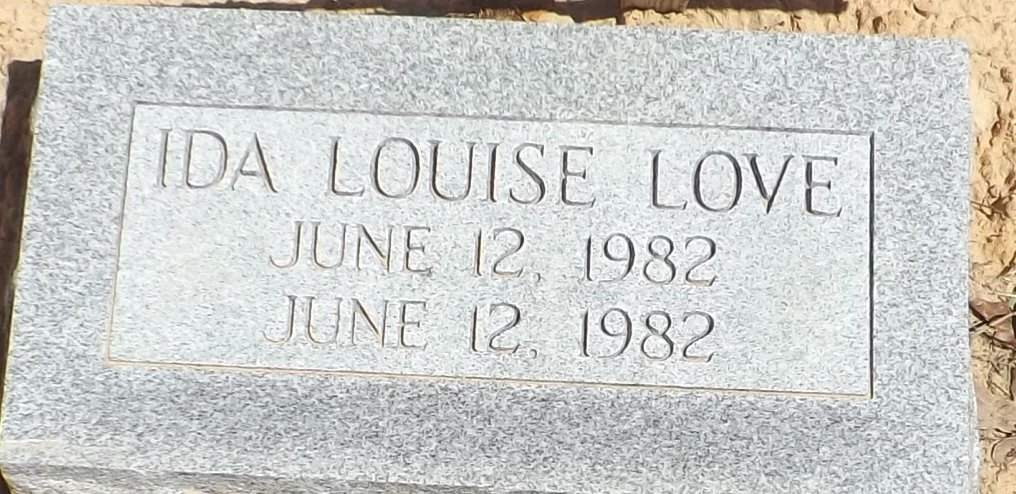 IDA LOUISE LOVE
JUNE 12, 1982
JUNE 12, 1982